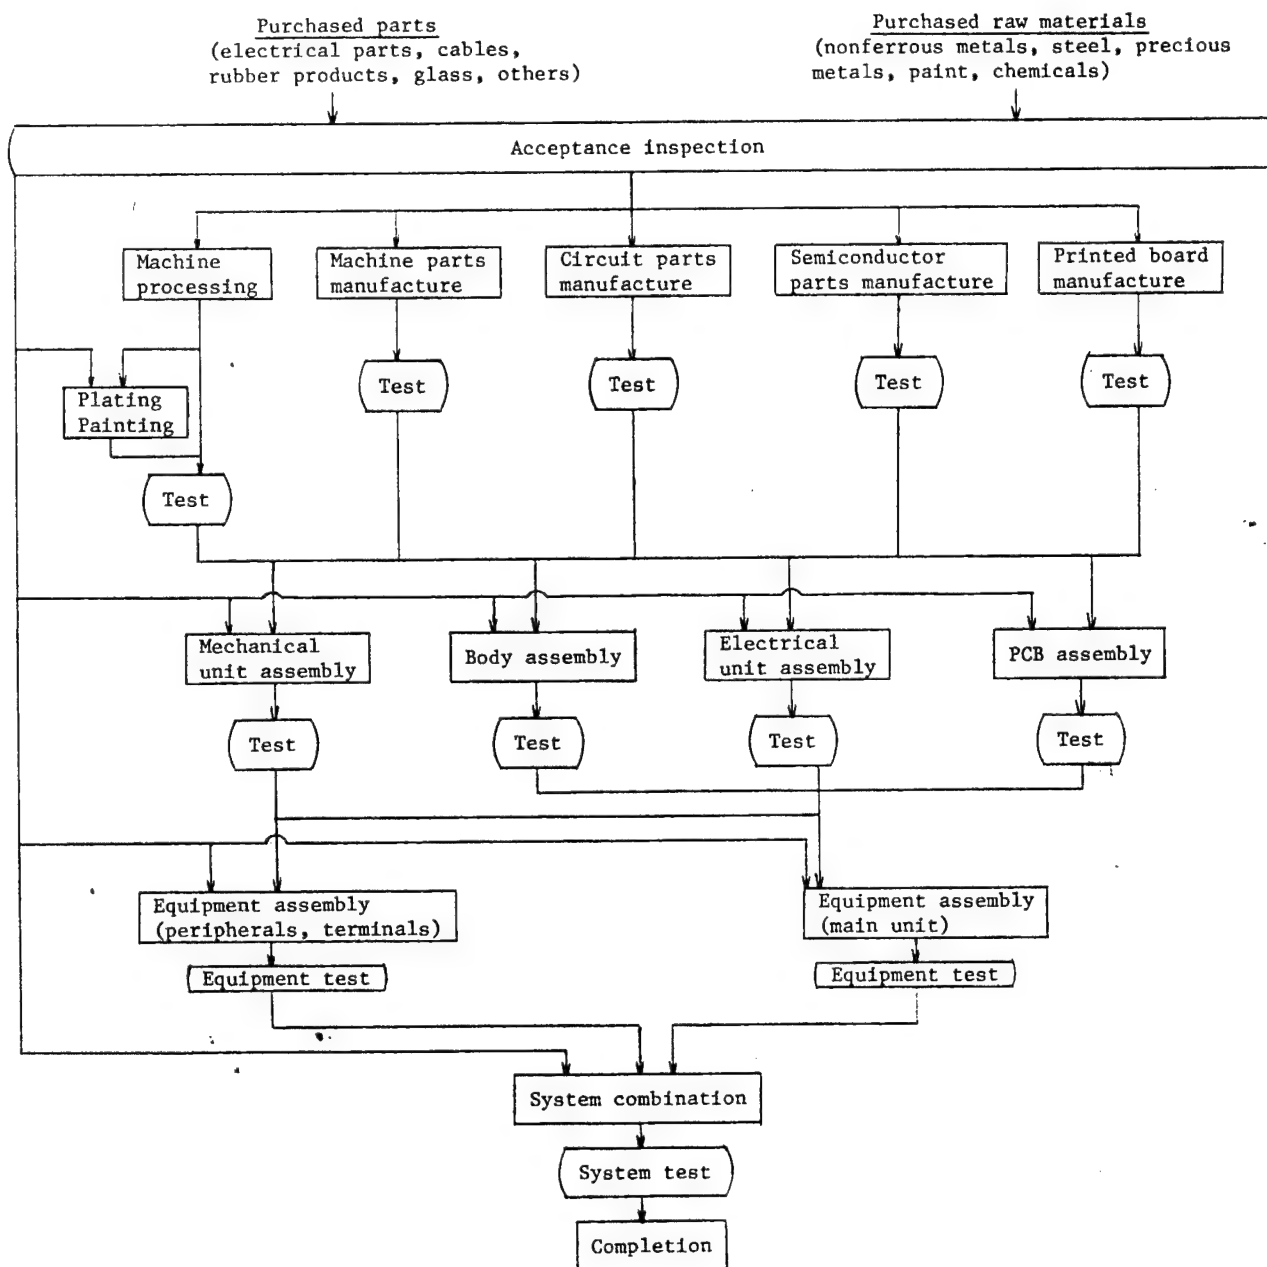 Purchased parts
(electrical parts, cables,
rubber products, glass, others)
Purchased raw materials
(nonferrous metals, steel, precious
metals, paint, chemicals)
Acceptance inspection
Machine
processing
Machine parts
manufacture
Circuit parts
manufacture
Semiconductor
parts manufacture
Printed board
manufacture
Plating
Painting
Test
Test
Test
Test
Test
Mechanical
unit assembly
Body assembly
Electrical
unit assembly
PCB assembly
Test
Test
Test
Test
Equipment assembly
(peripherals, terminals)
Equipment assembly
(main unit)
Equipment test
Equipment test
System combination
System test
Completion